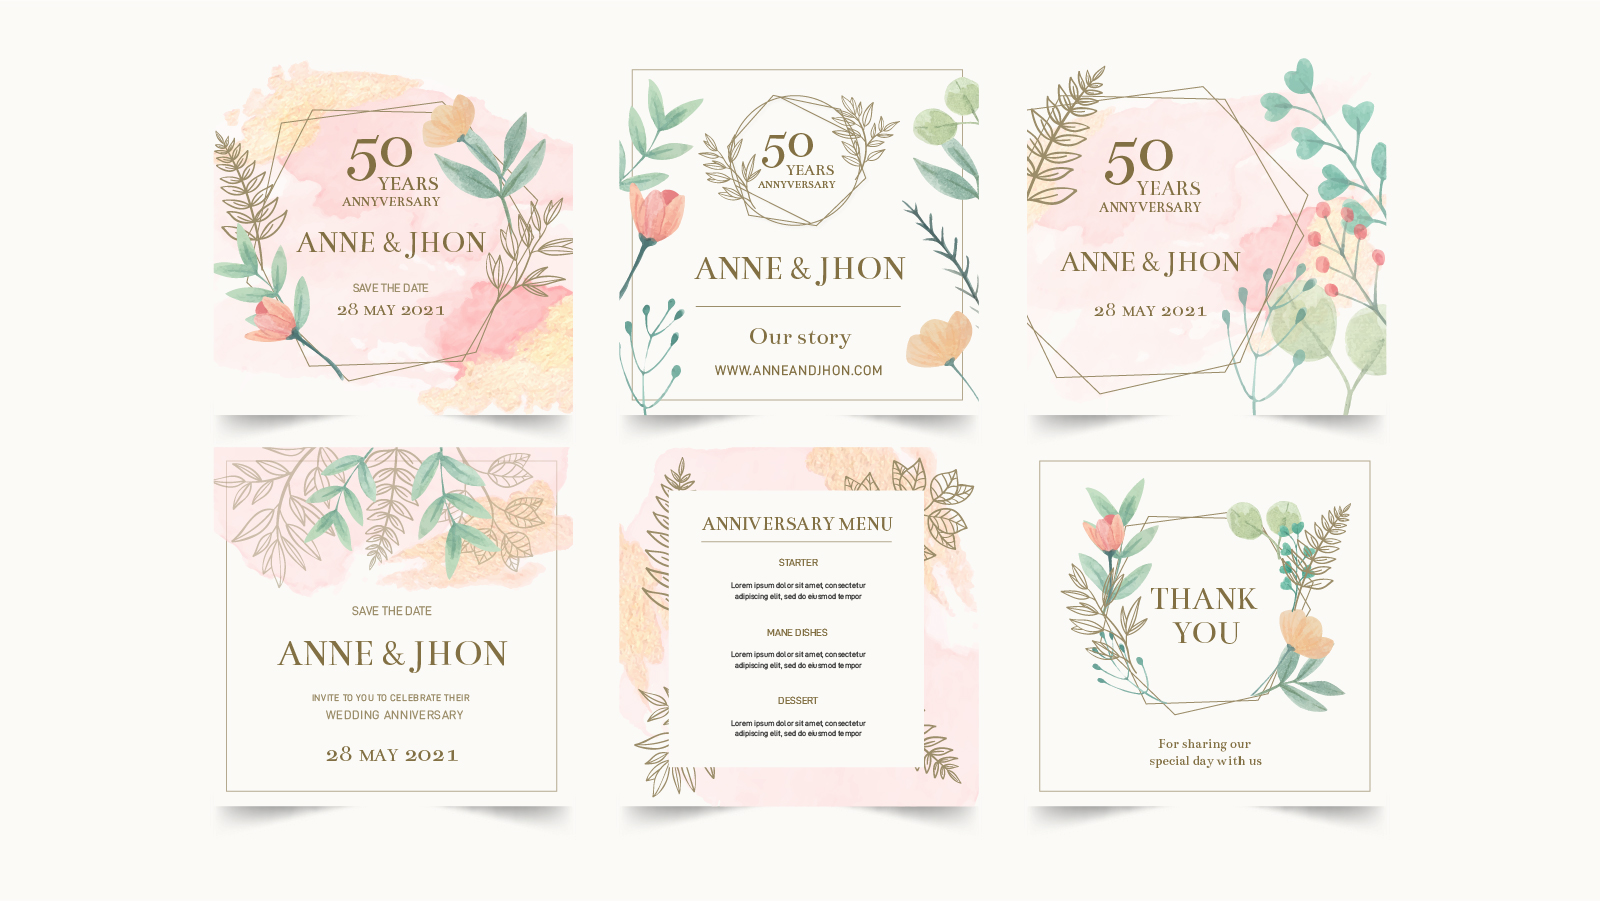 50
YEARS
ANNYVERSARY
ANNE & JHON
SAVE THE DATE
28 MAY 2021
50
YEARS
ANNYVERSARY
ANNE & JHON
Our story
WWW.ANNEANDJHON.COM
50
YEARS
ANNYVERSARY
ANNE & JHON
28 MAY 2021
SAVE THE DATE
ANNE & JHON
INVITE TO YOU TO CELEBRATE THEIR
WEDDING ANNIVERSARY
28 MAY 2021
ANNIVERSARY MENU
STARTER
Lorem ipsum dolor sit amet, consectetur
adipiscing elit, sed do eiusmod tempor
MANE DISHES
Lorem ipsum dolor sit amet, consectetur
adipiscing elit, sed do eiusmod tempor
DESSERT
Lorem ipsum dolor sit amet, consectetur
adipiscing elit, sed do eiusmod tempor
THANK
YOU
For sharing our
special day with us